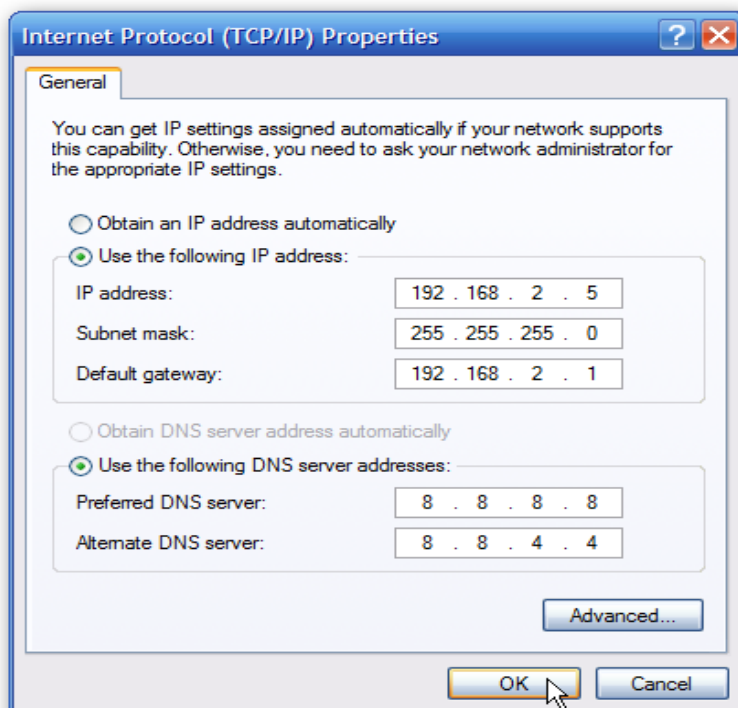 Internet Protocol (TCP/IP) Properties
General
You can get IP settings assigned automatically if your network supports
this capability. Otherwise, you need to ask your network administrator for
the appropriate IP settings.
Obtain an IP address automatically
Use the following IP address:
IP address: 192 . 168 . 2 . 5
Subnet mask: 255 . 255 . 255 . 0
Default gateway: 192 . 168 . 2 . 1
Obtain DNS server address automatically
Use the following DNS server addresses:
Preferred DNS server: 8 . 8 . 8 . 8
Alternate DNS server: 8 . 8 . 4 . 4
Advanced...
OK Cancel